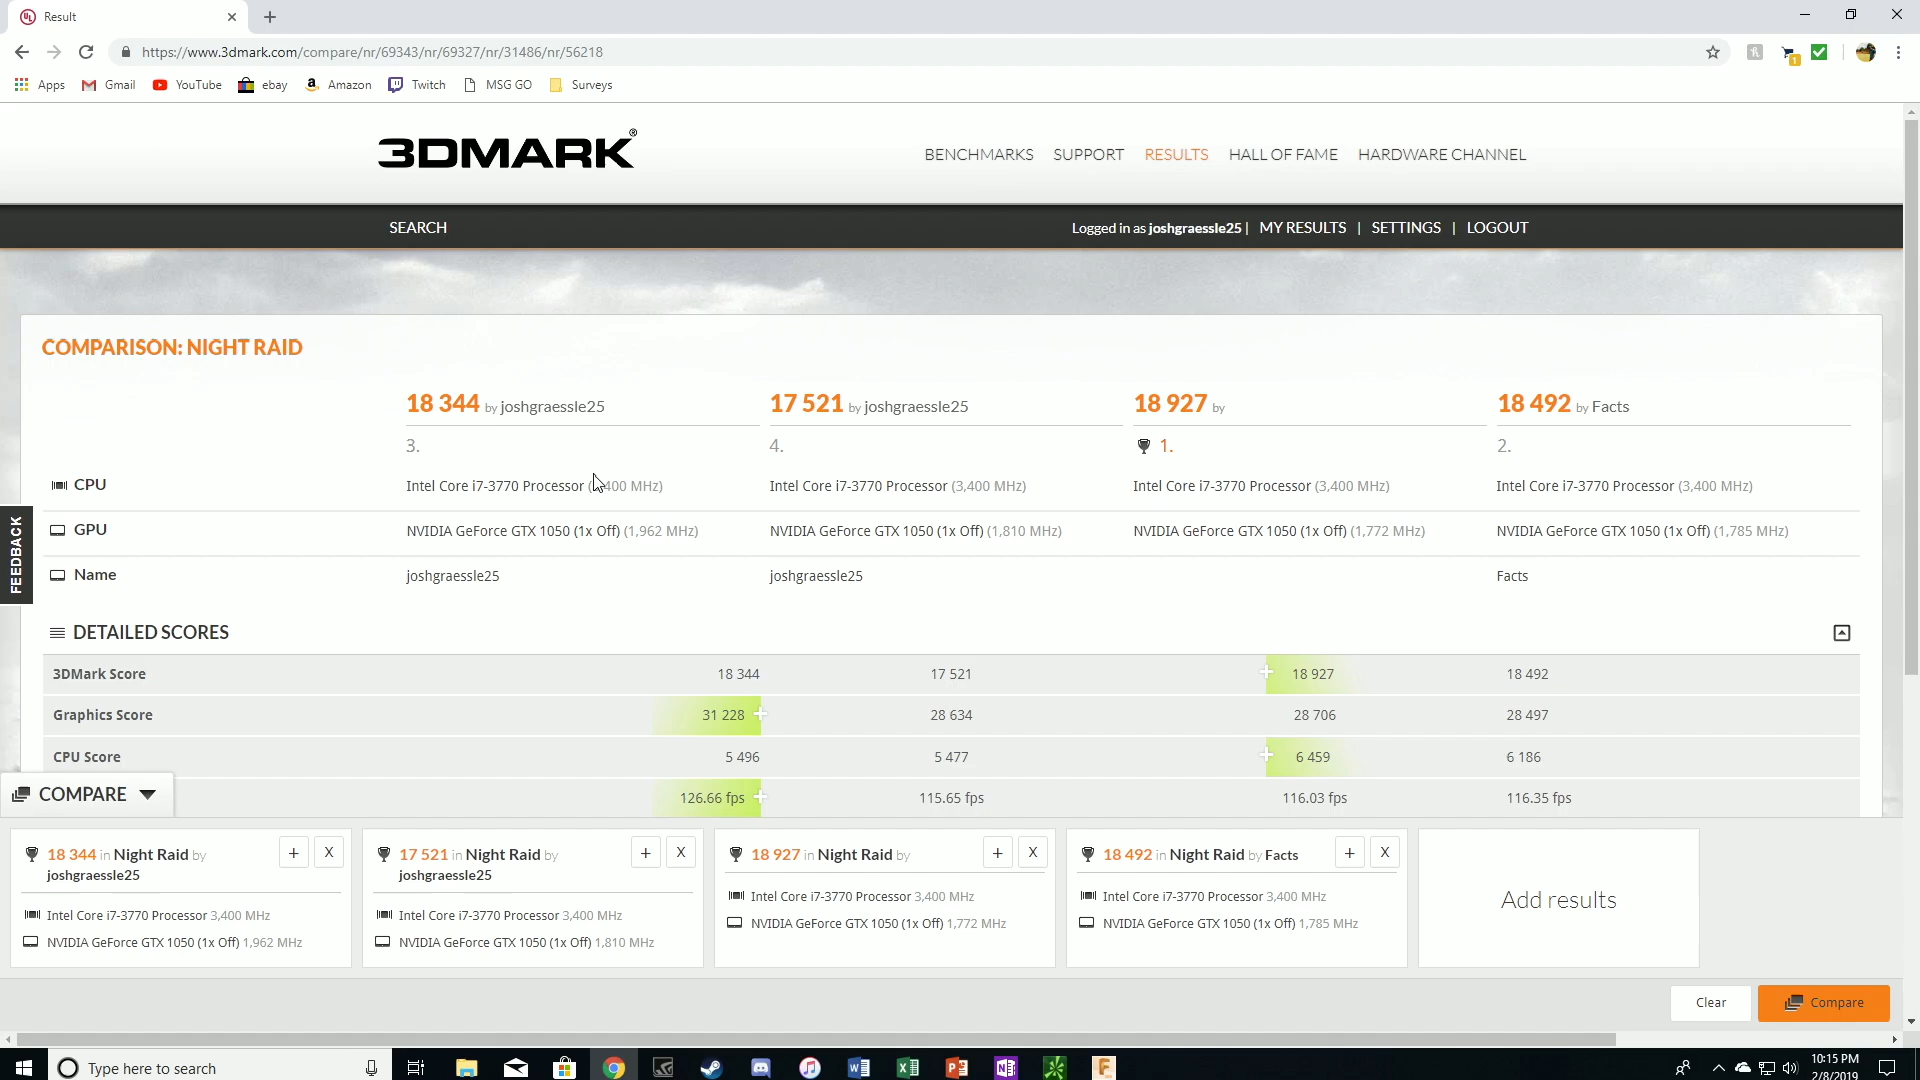 Result
https://www.3dmark.com/compare/nr/69343/nr/69327/nr/31486/nr/56218
Apps Gmail YouTube ebay Amazon Twitch MSG GO Surveys
3DMARK®
BENCHMARKS SUPPORT RESULTS HALL OF FAME HARDWARE CHANNEL
SEARCH Logged in as joshgraessle25 | MY RESULTS | SETTINGS | LOGOUT
COMPARISON: NIGHT RAID
18 344 by joshgraessle25 17 521 by joshgraessle25 18 927 by 18 492 by Facts
3. 4. 1. 2.
CPU Intel Core i7-3770 Processor (3,400 MHz) Intel Core i7-3770 Processor (3,400 MHz) Intel Core i7-3770 Processor (3,400 MHz) Intel Core i7-3770 Processor (3,400 MHz)
GPU NVIDIA GeForce GTX 1050 (1x Off) (1,962 MHz) NVIDIA GeForce GTX 1050 (1x Off) (1,810 MHz) NVIDIA GeForce GTX 1050 (1x Off) (1,772 MHz) NVIDIA GeForce GTX 1050 (1x Off) (1,785 MHz)
FEEDBACK
Name joshgraessle25 joshgraessle25 Facts
DETAILED SCORES
3DMark Score 18 344 17 521 18 927 18 492
Graphics Score 31 228 28 634 28 706 28 497
CPU Score 5 496 5 477 6 459 6 186
COMPARE 126.66 fps 115.65 fps 116.03 fps 116.35 fps
18 344 in Night Raid by + X 17 521 in Night Raid by + X 18 927 in Night Raid by + X 18 492 in Night Raid by Facts + X
joshgraessle25 joshgraessle25
Intel Core i7-3770 Processor 3,400 MHz Intel Core i7-3770 Processor 3,400 MHz Intel Core i7-3770 Processor 3,400 MHz Intel Core i7-3770 Processor 3,400 MHz
NVIDIA GeForce GTX 1050 (1x Off) 1,962 MHz NVIDIA GeForce GTX 1050 (1x Off) 1,810 MHz NVIDIA GeForce GTX 1050 (1x Off) 1,772 MHz NVIDIA GeForce GTX 1050 (1x Off) 1,785 MHz
Add results
Clear Compare
Type here to search
10:15 PM
2/8/2019